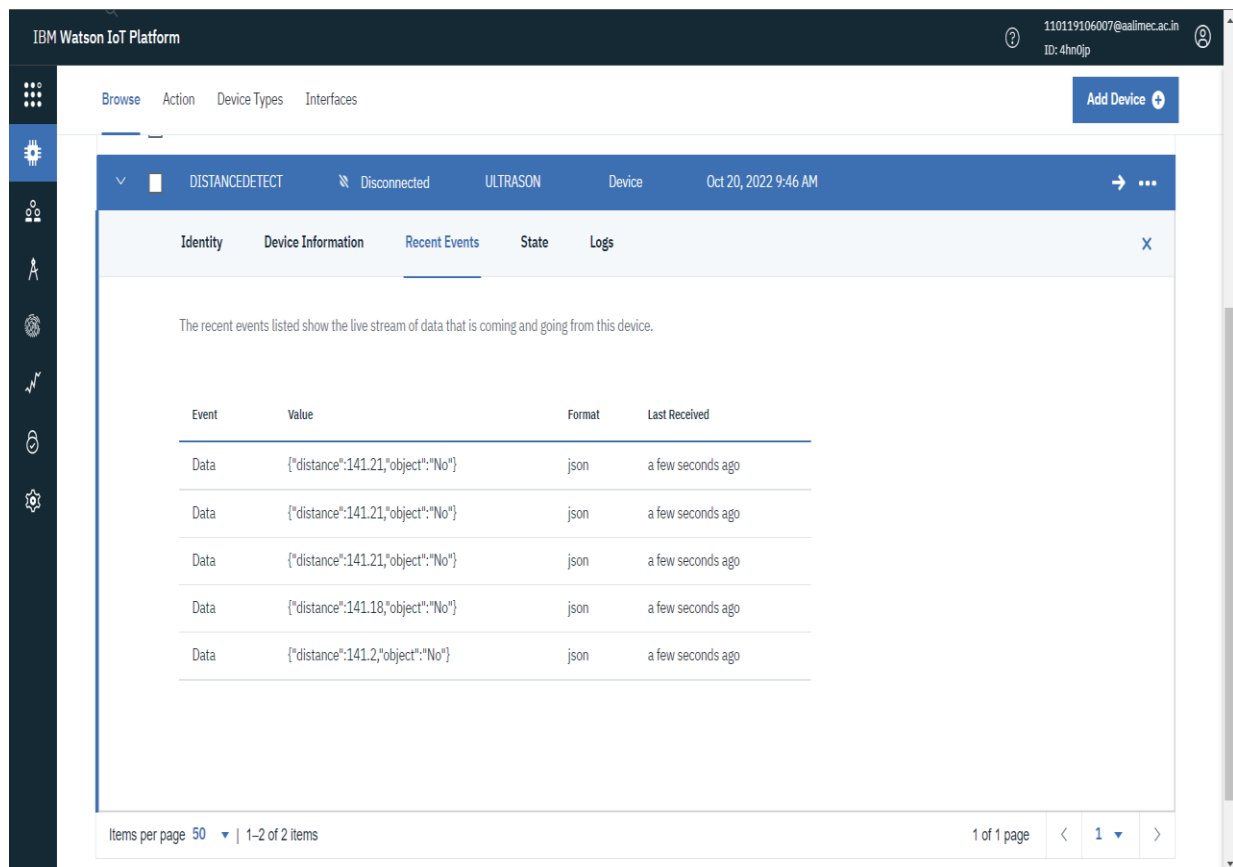 IBM Watson IoT Platform
110119106007@aalimec.ac.in
ID: 4hn0jp
Browse Action Device Types Interfaces
Add Device
DISTANCEDETECT Disconnected ULTRASON Device Oct 20, 2022 9:46 AM
Identity Device Information Recent Events State Logs
The recent events listed show the live stream of data that is coming and going from this device.
Event Value Format Last Received
Data {"distance":141.21,"object":"No"} json a few seconds ago
Data {"distance":141.21,"object":"No"} json a few seconds ago
Data {"distance":141.21,"object":"No"} json a few seconds ago
Data {"distance":141.18,"object":"No"} json a few seconds ago
Data {"distance":141.2,"object":"No"} json a few seconds ago
Items per page 50 | 1–2 of 2 items 1 of 1 page 1